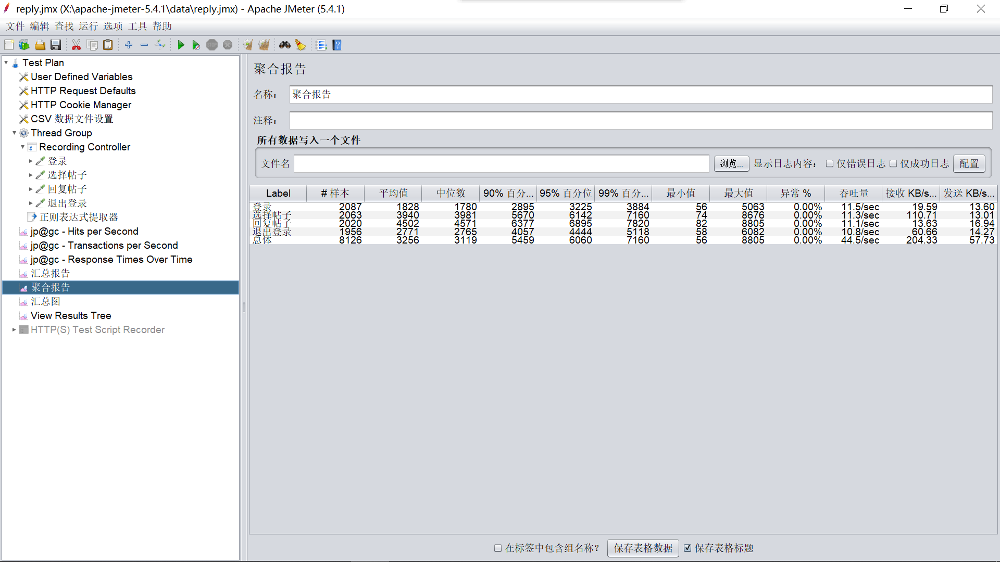 reply.jmx (X:\apache-jmeter-5.4.1\data\reply.jmx) - Apache JMeter (5.4.1)
文件 编辑 查找 运行 选项 工具 帮助
Test Plan
User Defined Variables
HTTP Request Defaults
HTTP Cookie Manager
CSV 数据文件设置
Thread Group
Recording Controller
登录
选择帖子
回复帖子
退出登录
正则表达式提取器
jp@gc - Hits per Second
jp@gc - Transactions per Second
jp@gc - Response Times Over Time
汇总报告
聚合报告
汇总图
View Results Tree
HTTP(S) Test Script Recorder
聚合报告
名称： 聚合报告
注释：
所有数据写入一个文件
文件名 浏览... 显示日志内容： 仅错误日志 仅成功日志 配置
Label # 样本 平均值 中位数 90% 百分... 95% 百分位 99% 百分... 最小值 最大值 异常 % 吞吐量 接收 KB/s... 发送 KB/s...
登录 2087 1828 1780 2895 3225 3884 56 5063 0.00% 11.5/sec 19.59 13.60
选择帖子 2063 3940 3981 5670 6142 7160 74 8676 0.00% 11.3/sec 110.71 13.01
回复帖子 2020 4502 4571 6377 6895 7820 82 8805 0.00% 11.1/sec 13.63 16.94
退出登录 1956 2771 2765 4057 4444 5118 58 6082 0.00% 10.8/sec 60.66 14.27
总体 8126 3256 3119 5459 6060 7160 56 8805 0.00% 44.5/sec 204.33 57.73
在标签中包含组名称？ 保存表格数据 保存表格标题